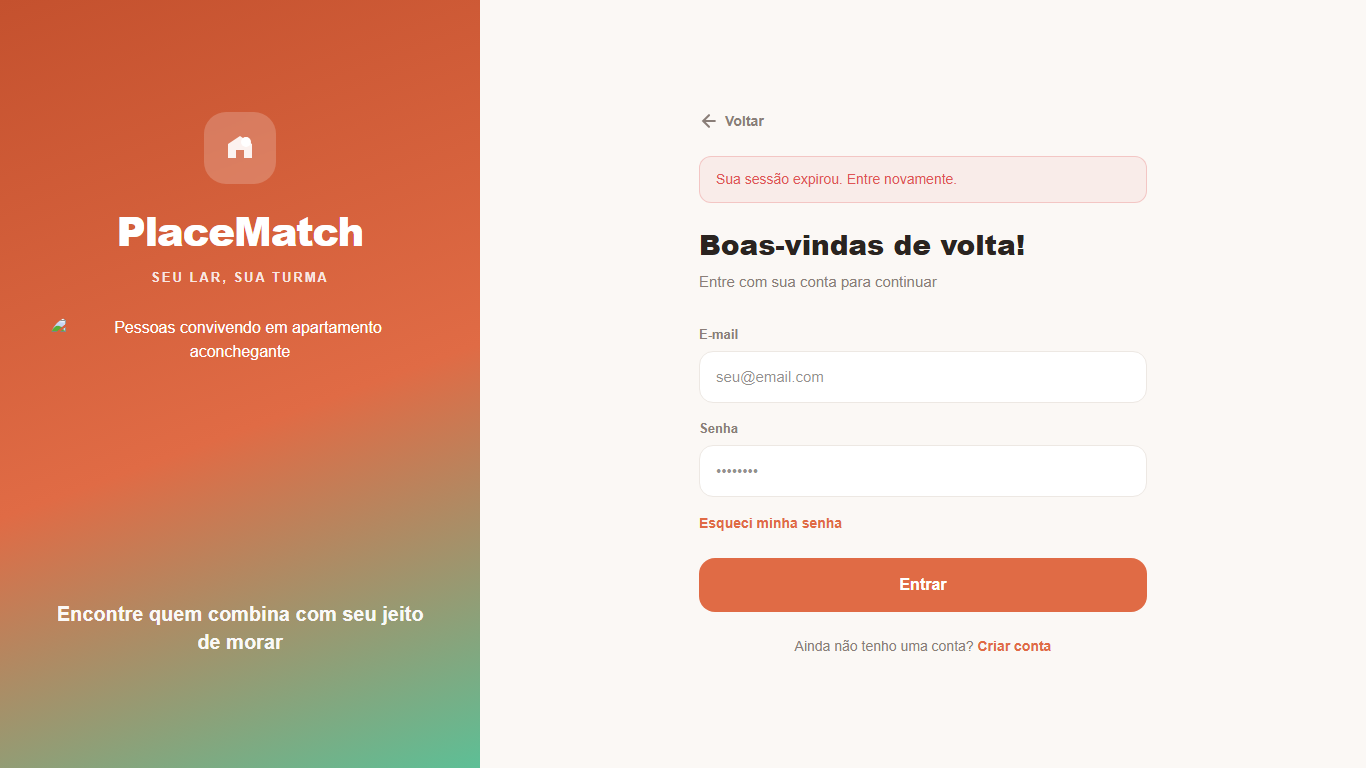 PlaceMatch
SEU LAR, SUA TURMA
Pessoas convivendo em apartamento
aconchegante
Encontre quem combina com seu jeito
de morar
Voltar
Sua sessão expirou. Entre novamente.
Boas-vindas de volta!
Entre com sua conta para continuar
E-mail
seu@email.com
Senha
••••••••
Esqueci minha senha
Entrar
Ainda não tenho uma conta? Criar conta